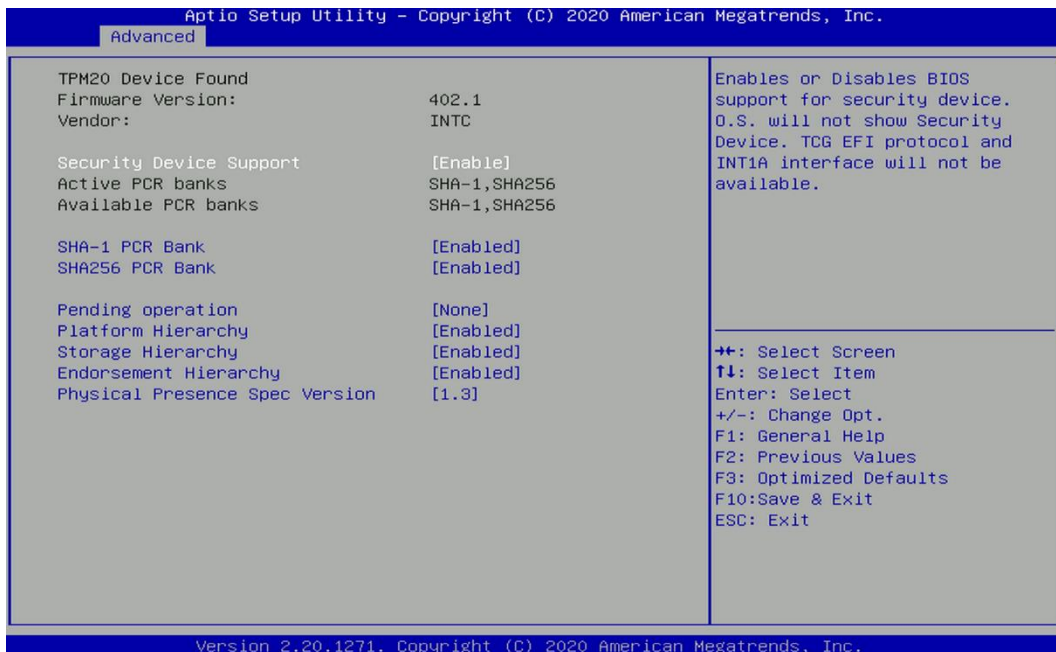 Aptio Setup Utility – Copyright (C) 2020 American Megatrends, Inc.
Advanced
TPM20 Device Found
Firmware Version: 402.1
Vendor: INTC
Security Device Support [Enable]
Active PCR banks SHA-1,SHA256
Available PCR banks SHA-1,SHA256
SHA-1 PCR Bank [Enabled]
SHA256 PCR Bank [Enabled]
Pending operation [None]
Platform Hierarchy [Enabled]
Storage Hierarchy [Enabled]
Endorsement Hierarchy [Enabled]
Physical Presence Spec Version [1.3]
Enables or Disables BIOS
support for security device.
O.S. will not show Security
Device. TCG EFI protocol and
INT1A interface will not be
available.
→←: Select Screen
↑↓: Select Item
Enter: Select
+/-: Change Opt.
F1: General Help
F2: Previous Values
F3: Optimized Defaults
F10:Save & Exit
ESC: Exit
Version 2.20.1271. Copyright (C) 2020 American Megatrends, Inc.